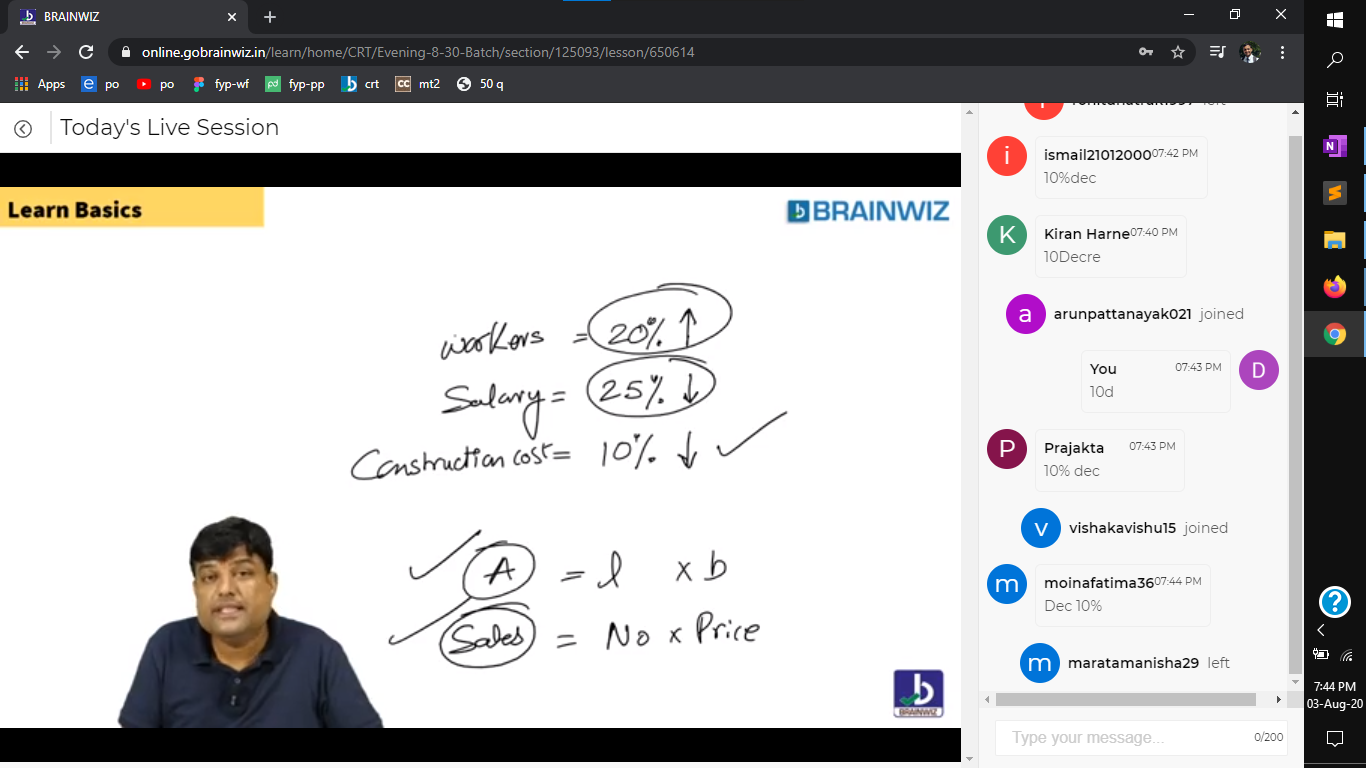 BRAINWIZ
online.gobrainwiz.in/learn/home/CRT/Evening-8-30-Batch/section/125093/lesson/650614
Apps po po fyp-wf fyp-pp crt CC mt2 50 q
Today's Live Session
Learn Basics
BRAINWIZ
workers = 20% ↑
Salary = 25% ↓
Construction cost = 10% ↓ ✓
✓ A = l x b
Sales = No x Price
BRAINWIZ
left
i
ismail21012000 07:42 PM
10%dec
K
Kiran Harne 07:40 PM
10Decre
a
arunpattanayak021 joined
You 07:43 PM
D
10d
P
Prajakta 07:43 PM
10% dec
v
vishakavishu15 joined
m
moinafatima36 07:44 PM
Dec 10%
m
maratamanisha29 left
Type your message... 0/200
N
?
7:44 PM
03-Aug-20